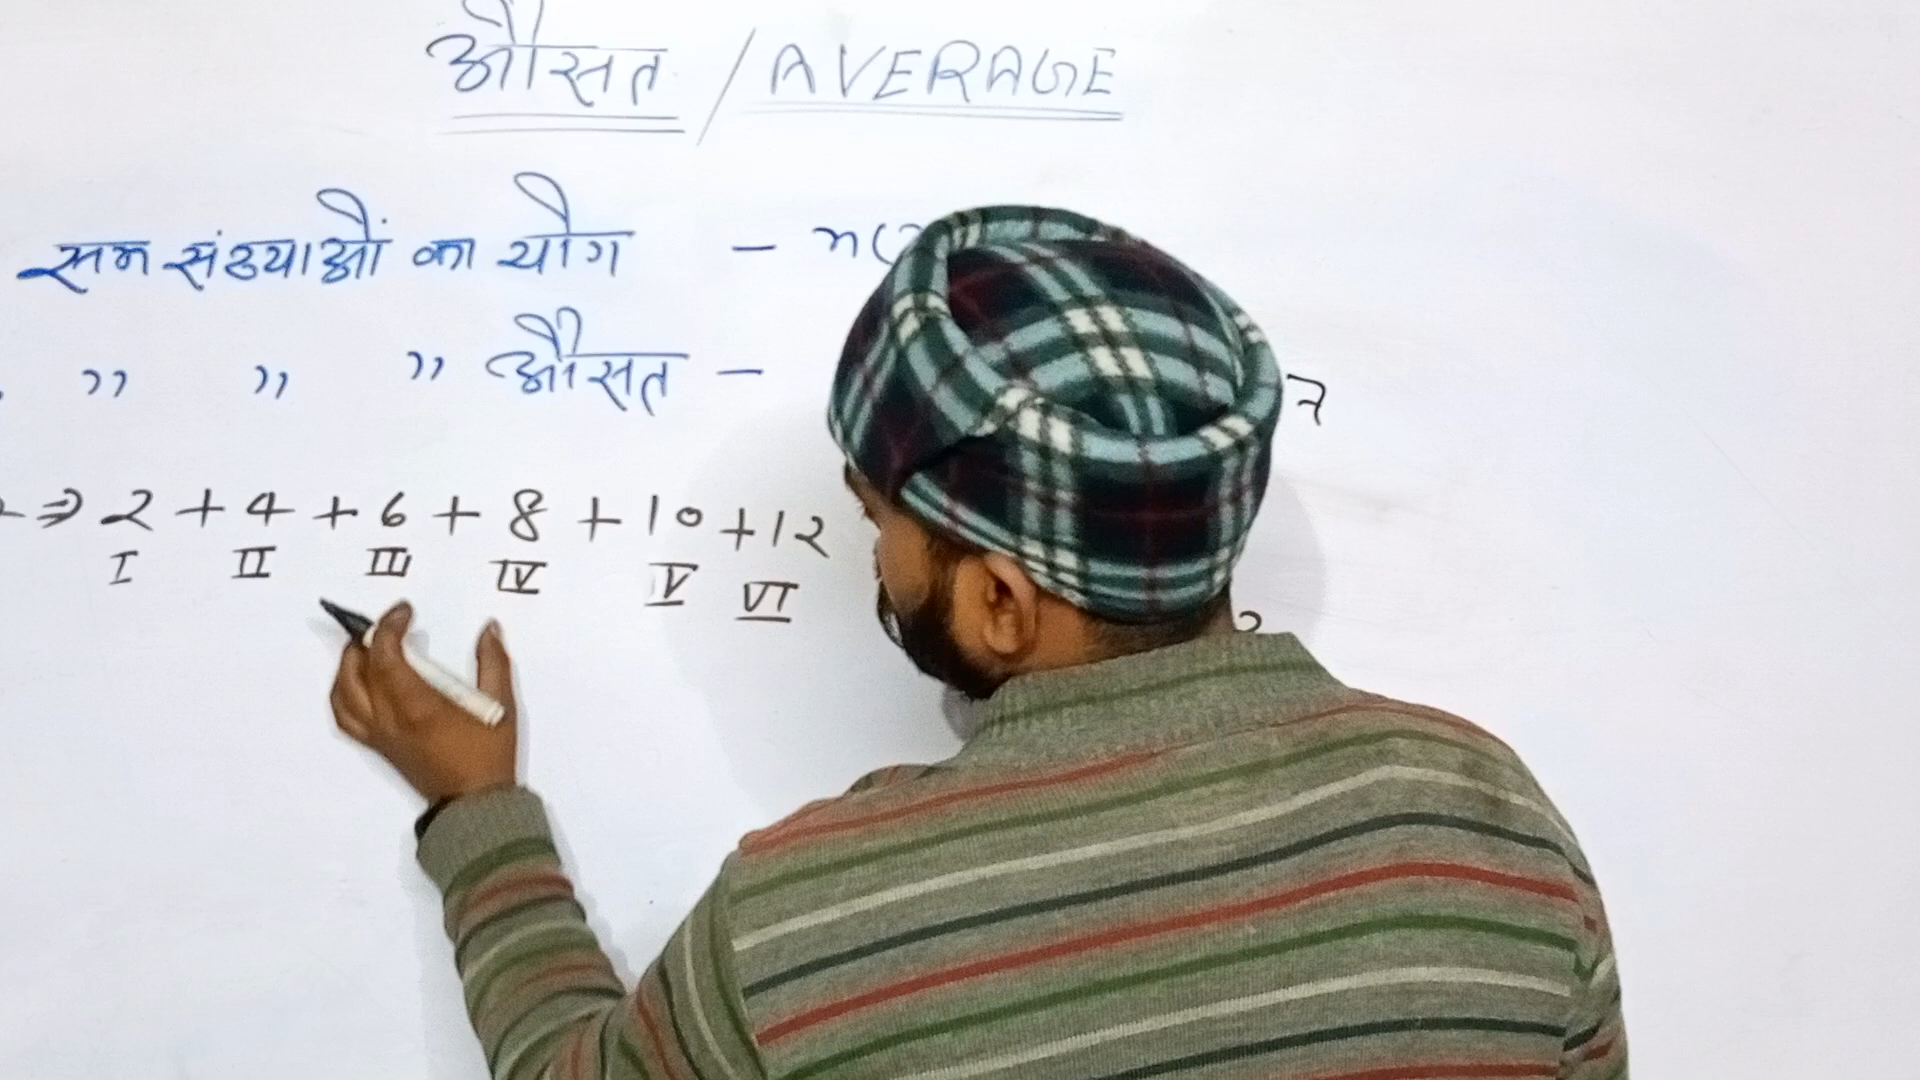 औसत / AVERAGE
सम संख्याओं का योग - n(
" " " औसत -
⇒ 2 + 4 + 6 + 8 + 10 + 12
I II III IV V VI